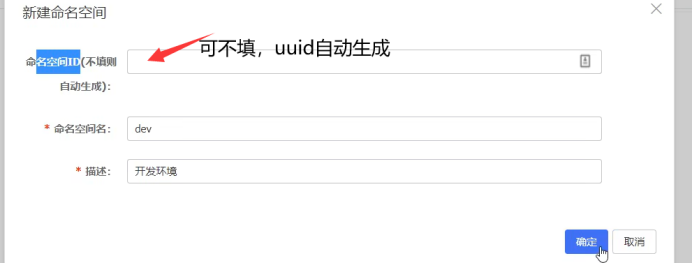 新建命名空间
可不填，uuid自动生成
命名空间ID(不填则
自动生成)：
* 命名空间名： dev
* 描述： 开发环境
确定 取消